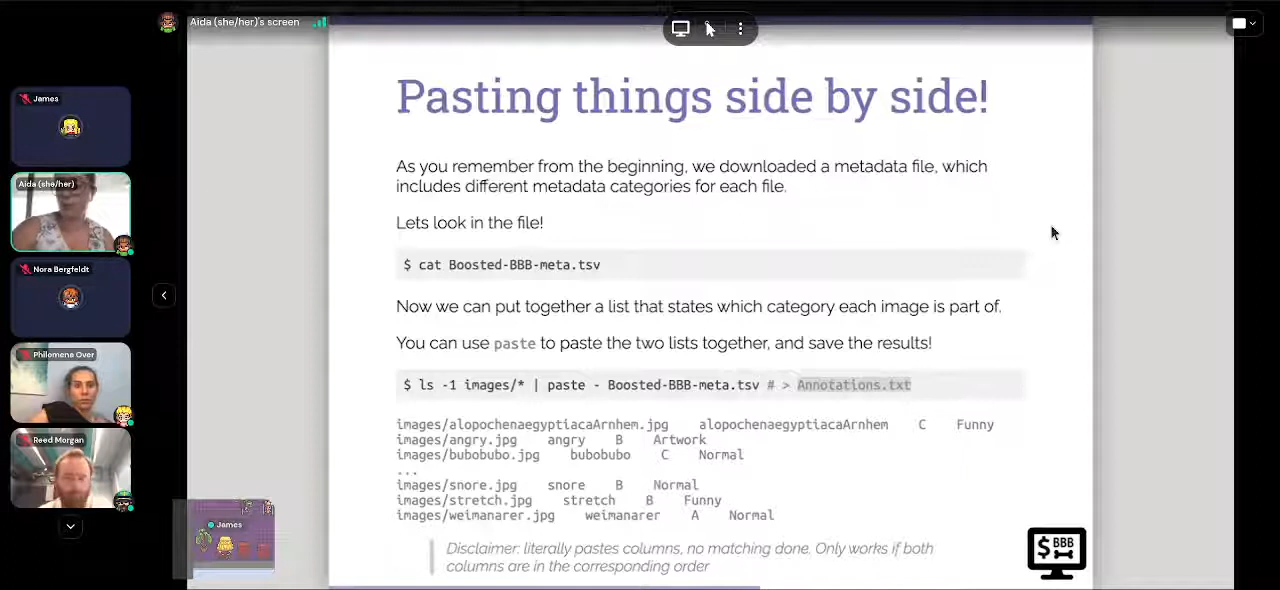 Aida (she/her)'s screen
James
Aida (she/her)
Nora Bergfeldt
Philomena Over
Reed Morgan
James
Pasting things side by side!
As you remember from the beginning, we downloaded a metadata file, which
includes different metadata categories for each file.
Lets look in the file!
$ cat Boosted-BBB-meta.tsv
Now we can put together a list that states which category each image is part of.
You can use paste to paste the two lists together, and save the results!
$ ls -1 images/* | paste - Boosted-BBB-meta.tsv # > Annotations.txt
images/alopochenaegyptiacaArnhem.jpg alopochenaegyptiacaArnhem C Funny
images/angry.jpg angry B Artwork
images/bubobubo.jpg bubobubo C Normal
...
images/snore.jpg snore B Normal
images/stretch.jpg stretch B Funny
images/weimanarer.jpg weimanarer A Normal
Disclaimer: literally pastes columns, no matching done. Only works if both
columns are in the corresponding order
$ BBB